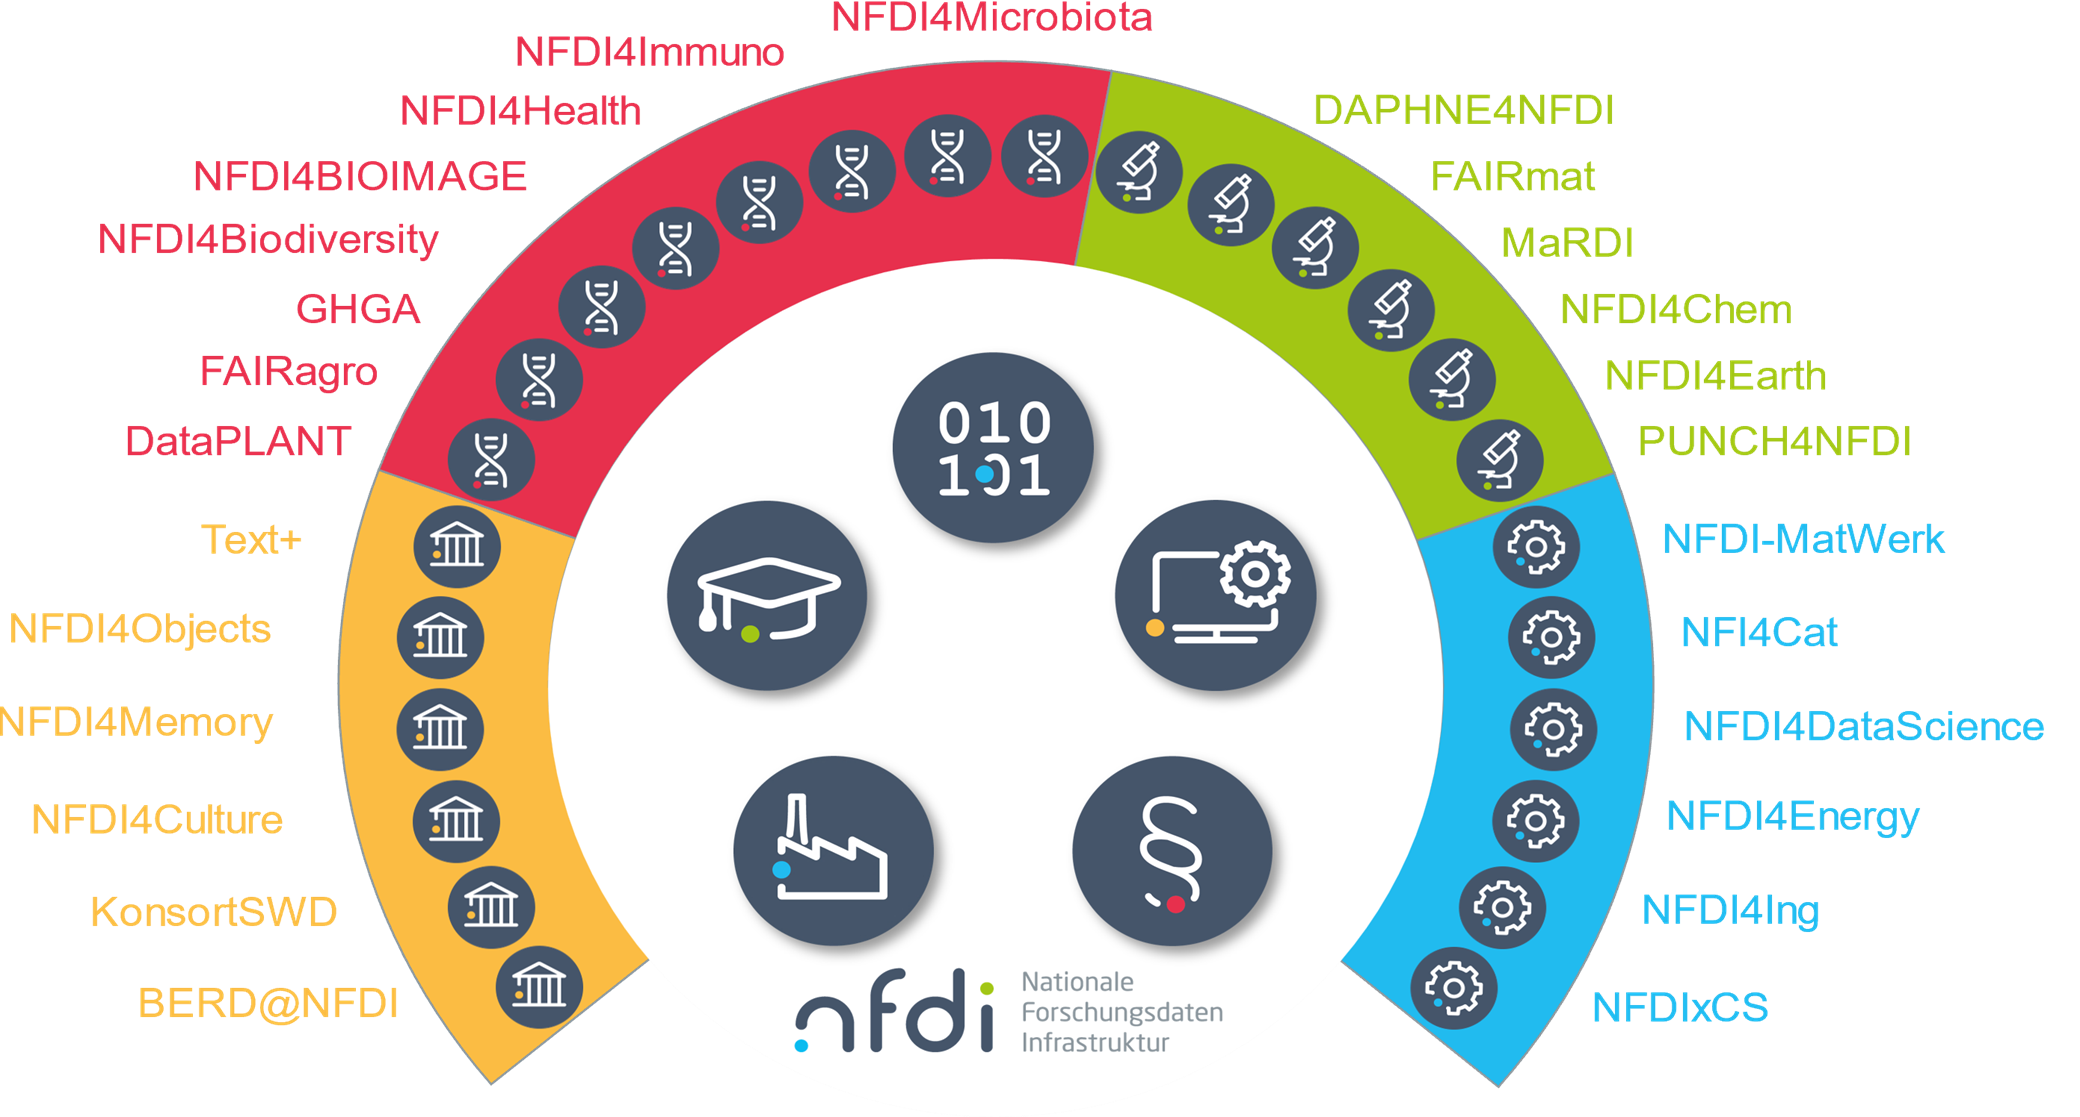 NFDI4Microbiota
NFDI4Immuno
NFDI4Health
NFDI4BIOIMAGE
NFDI4Biodiversity
GHGA
FAIRagro
DataPLANT
Text+
NFDI4Objects
NFDI4Memory
NFDI4Culture
KonsortSWD
BERD@NFDI
DAPHNE4NFDI
FAIRmat
MaRDI
NFDI4Chem
NFDI4Earth
PUNCH4NFDI
NFDI-MatWerk
NFI4Cat
NFDI4DataScience
NFDI4Energy
NFDI4Ing
NFDIxCS
010
101
§
nfdi
Nationale
Forschungsdaten
Infrastruktur